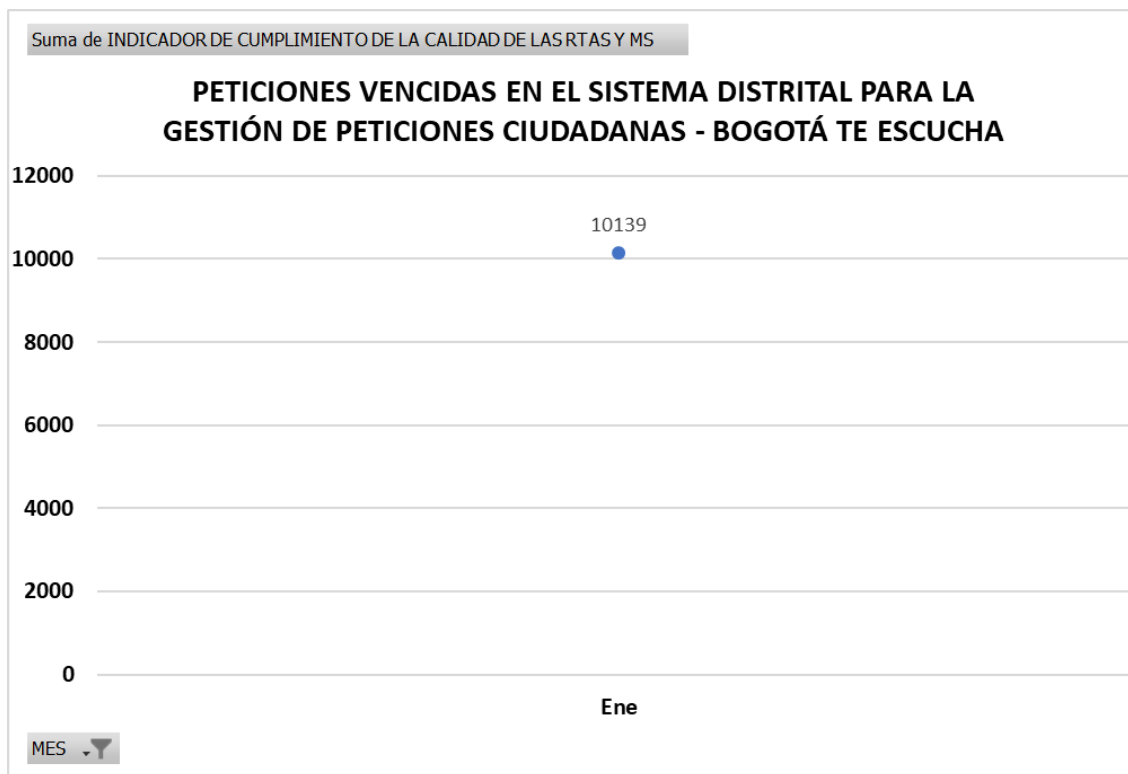 Suma de INDICADOR DE CUMPLIMIENTO DE LA CALIDAD DE LAS RTAS Y MS
PETICIONES VENCIDAS EN EL SISTEMA DISTRITAL PARA LA
GESTIÓN DE PETICIONES CIUDADANAS - BOGOTÁ TE ESCUCHA
12000
10139
10000
8000
6000
4000
2000
0
Ene
MES